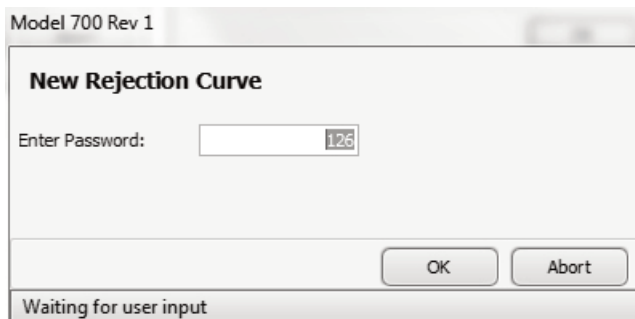 Model 700 Rev 1
New Rejection Curve
Enter Password: 126
OK Abort
Waiting for user input